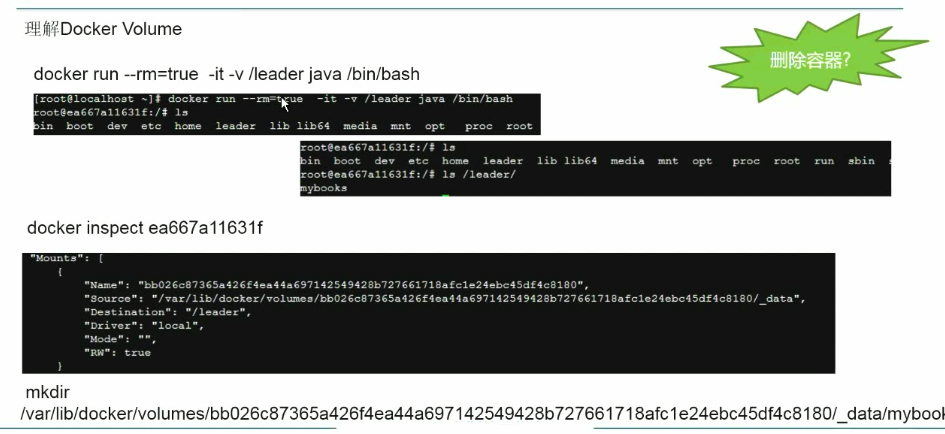 理解Docker Volume
删除容器?
docker run --rm=true -it -v /leader java /bin/bash
[root@localhost ~]# docker run --rm=true -it -v /leader java /bin/bash
root@ea667a11631f:/# ls
bin boot dev etc home leader lib lib64 media mnt opt proc root
root@ea667a11631f:/# ls
bin boot dev etc home leader lib lib64 media mnt opt proc root run sbin
root@ea667a11631f:/# ls /leader/
mybooks
docker inspect ea667a11631f
"Mounts": [
{
"Name": "bb026c87365a426f4ea44a697142549428b727661718afc1e24ebc45df4c8180",
"Source": "/var/lib/docker/volumes/bb026c87365a426f4ea44a697142549428b727661718afc1e24ebc45df4c8180/_data",
"Destination": "/leader",
"Driver": "local",
"Mode": "",
"RW": true
}
mkdir
/var/lib/docker/volumes/bb026c87365a426f4ea44a697142549428b727661718afc1e24ebc45df4c8180/_data/mybook